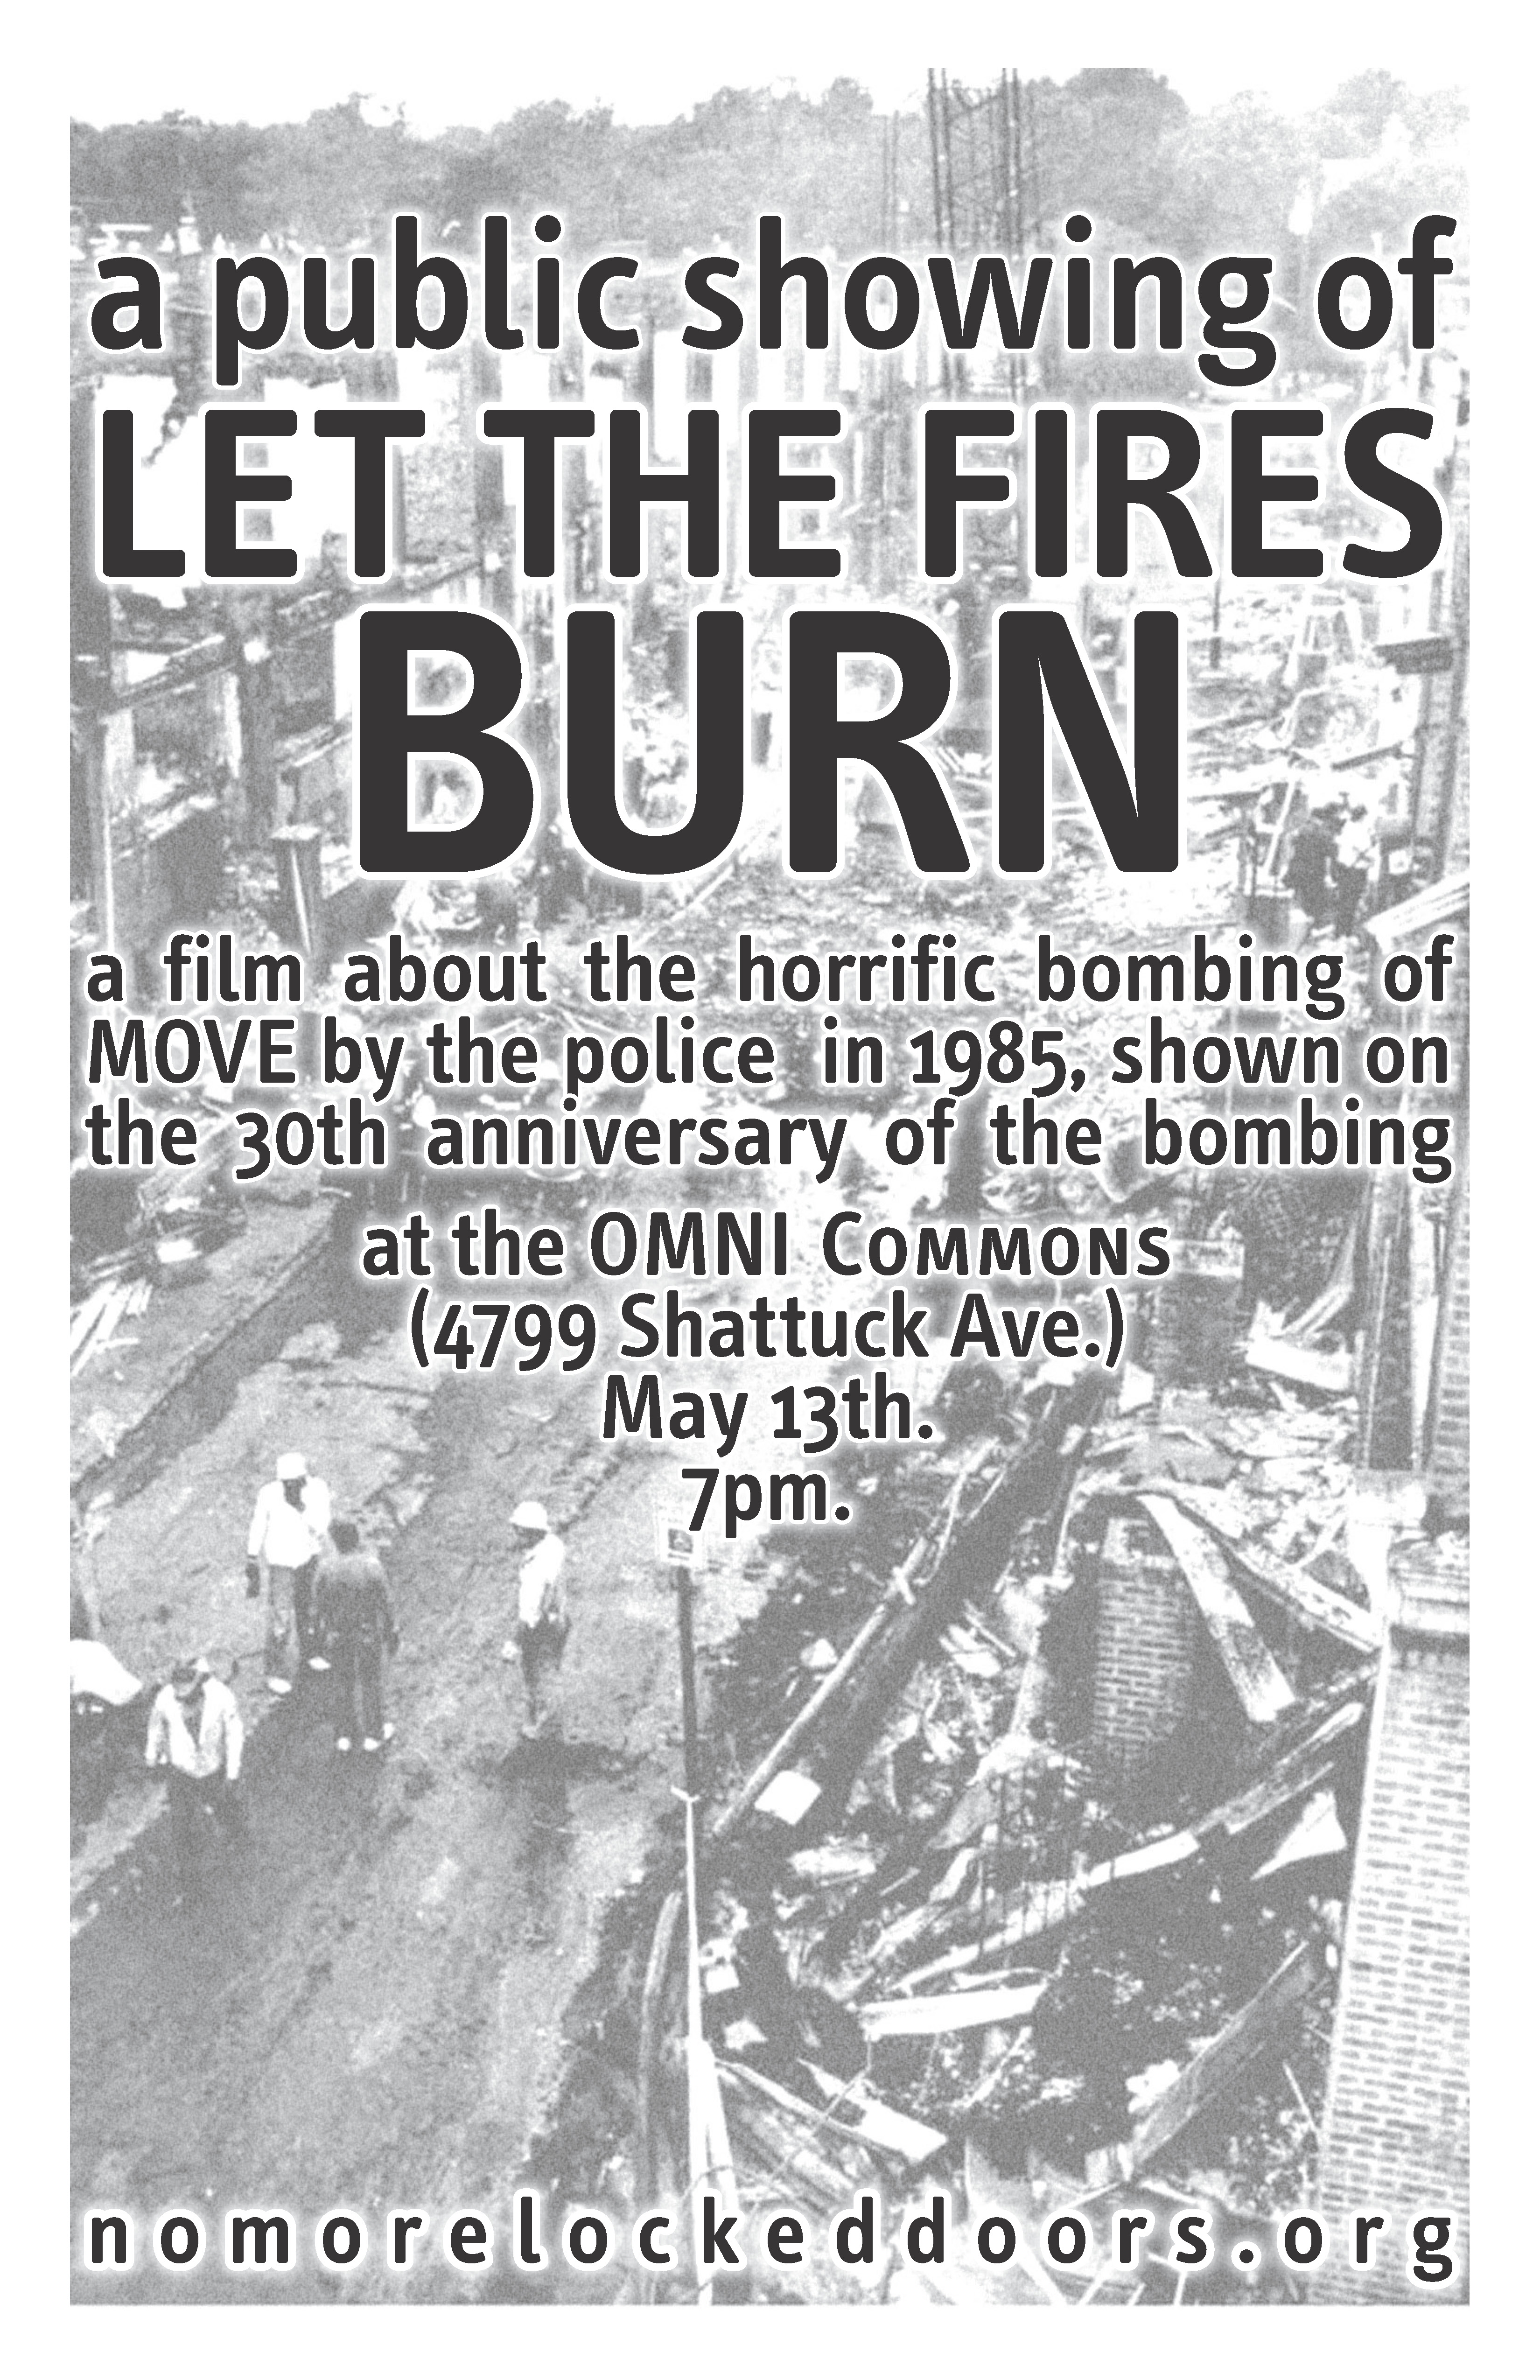 a public showing of
LET THE FIRES
BURN
a film about the horrific bombing of
MOVE by the police in 1985, shown on
the 30th anniversary of the bombing
at the OMNI COMMONS
(4799 Shattuck Ave.)
May 13th.
7pm.
nomorelockeddoors.org